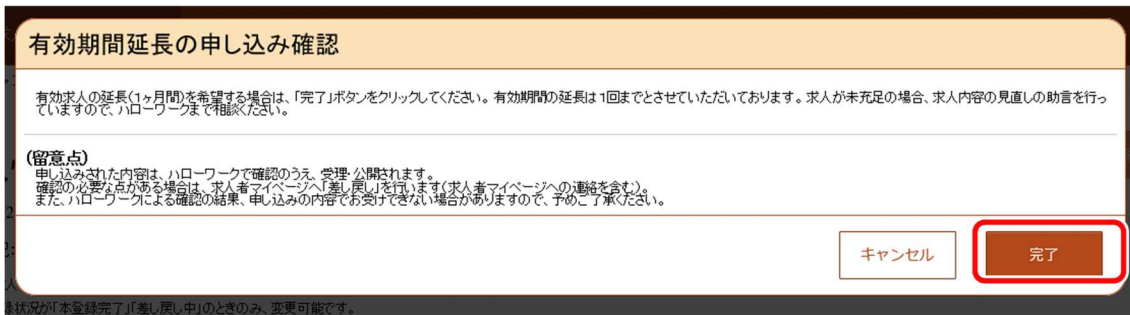 有効期間延長の申し込み確認
有効求人の延長(1ヶ月間)を希望する場合は、「完了」ボタンをクリックしてください。有効期間の延長は1回までとさせていただいております。求人が未充足の場合、求人内容の見直しの助言を行っ
ていますので、ハローワークまで相談ください。
(留意点)
申し込みされた内容は、ハローワークで確認のうえ、受理・公開されます。
確認の必要な点がある場合は、求人者マイページへ「差し戻し」を行います(求人者マイページへの連絡を含む)。
また、ハローワークによる確認の結果、申し込みの内容でお受けできない場合がありますので、予めご了承ください。
キャンセル
完了
状況が「本登録完了」「差し戻し中」のときのみ、変更可能です。